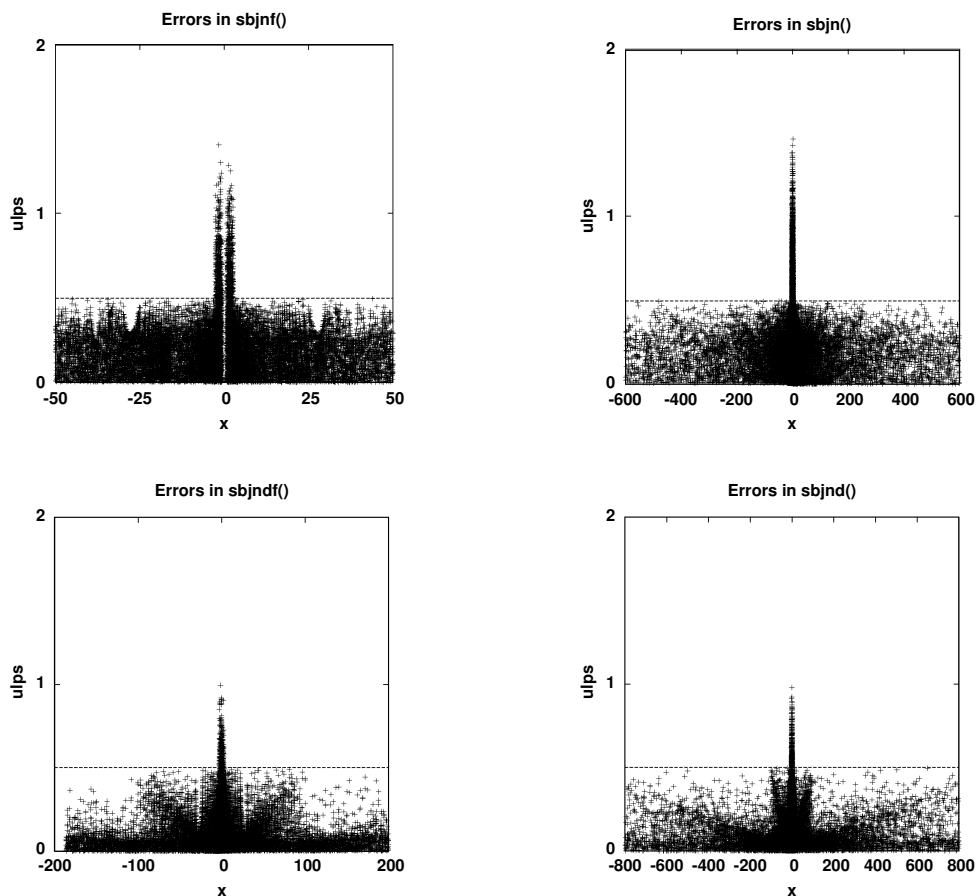 Errors in sbjnf()
2
1
0
ulps
-50 -25 0 25 50
x
Errors in sbjn()
2
1
0
ulps
-600 -400 -200 0 200 400 600
x
Errors in sbjndf()
2
1
0
ulps
-200 -100 0 100 200
x
Errors in sbjnd()
2
1
0
ulps
-800 -600 -400 -200 0 200 400 600 800
x